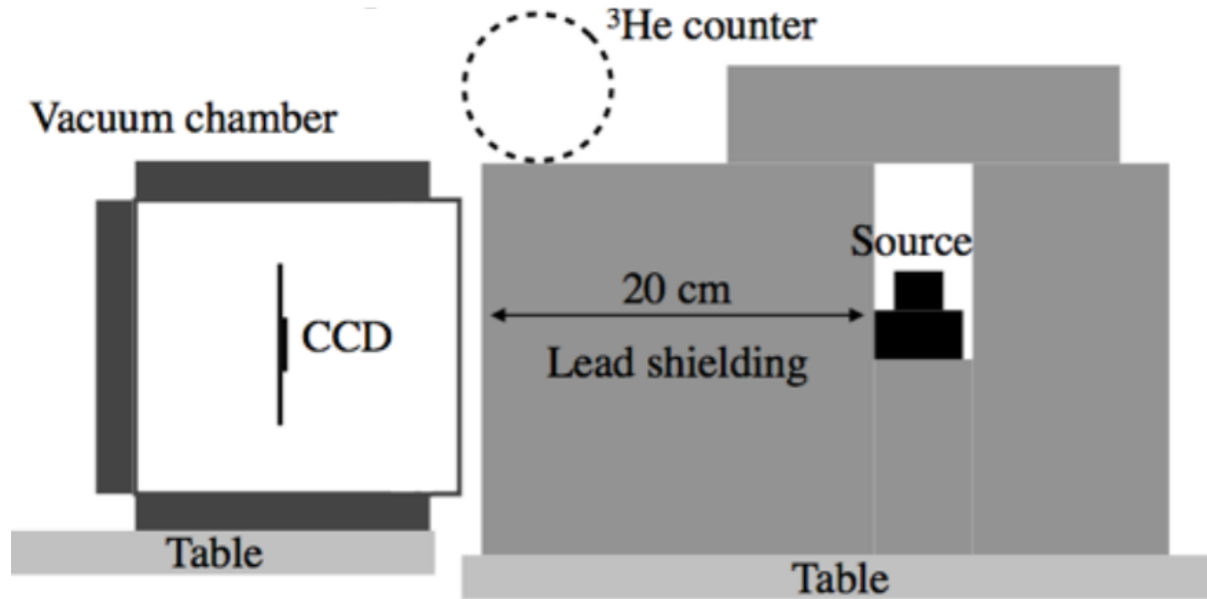 ³He counter
Vacuum chamber
Source
20 cm
CCD
Lead shielding
Table
Table